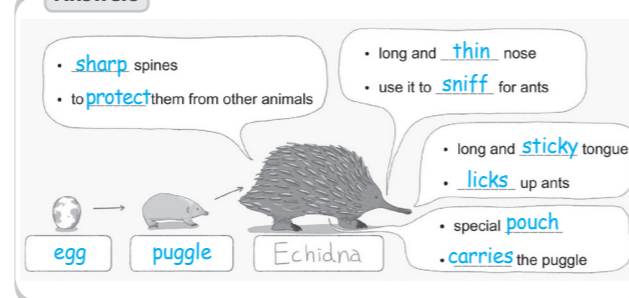 Answers
• sharp spines
• to protect them from other animals
• long and thin nose
• use it to sniff for ants
• long and sticky tongue
• licks up ants
• special pouch
• carries the puggle
egg
puggle
Echidna